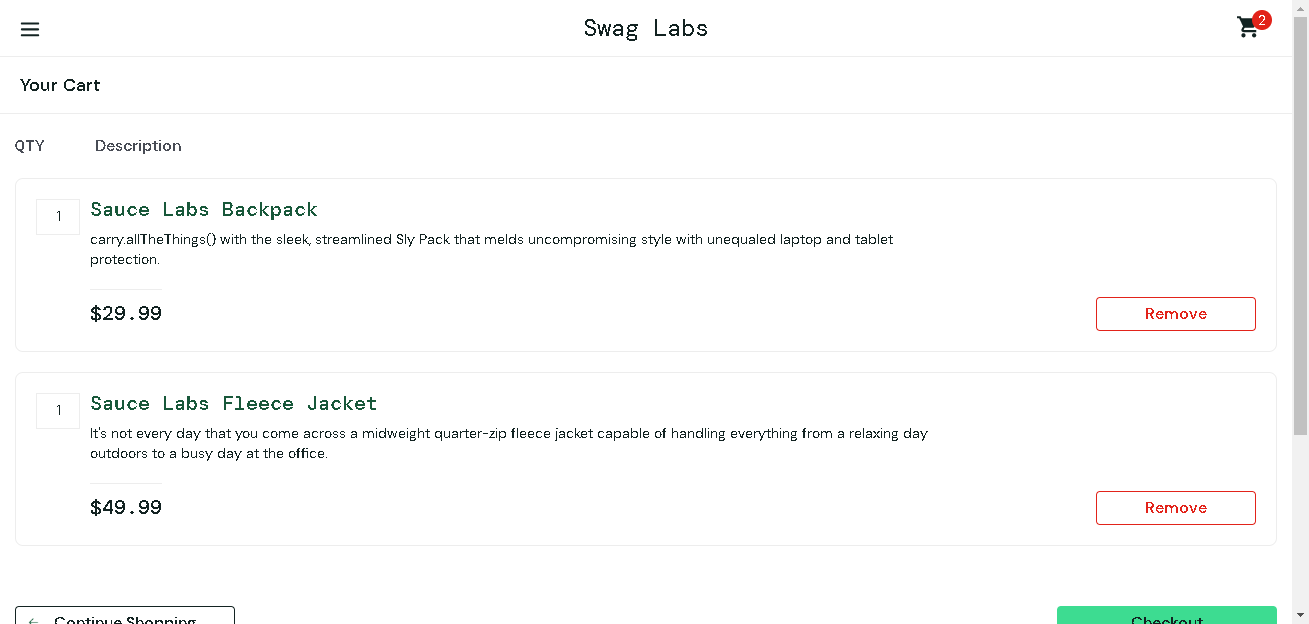 Swag Labs
2
Your Cart
QTY Description
1
Sauce Labs Backpack
carry.allTheThings() with the sleek, streamlined Sly Pack that melds uncompromising style with unequaled laptop and tablet
protection.
$29.99
Remove
1
Sauce Labs Fleece Jacket
It's not every day that you come across a midweight quarter-zip fleece jacket capable of handling everything from a relaxing day
outdoors to a busy day at the office.
$49.99
Remove
Continue Shopping
Checkout